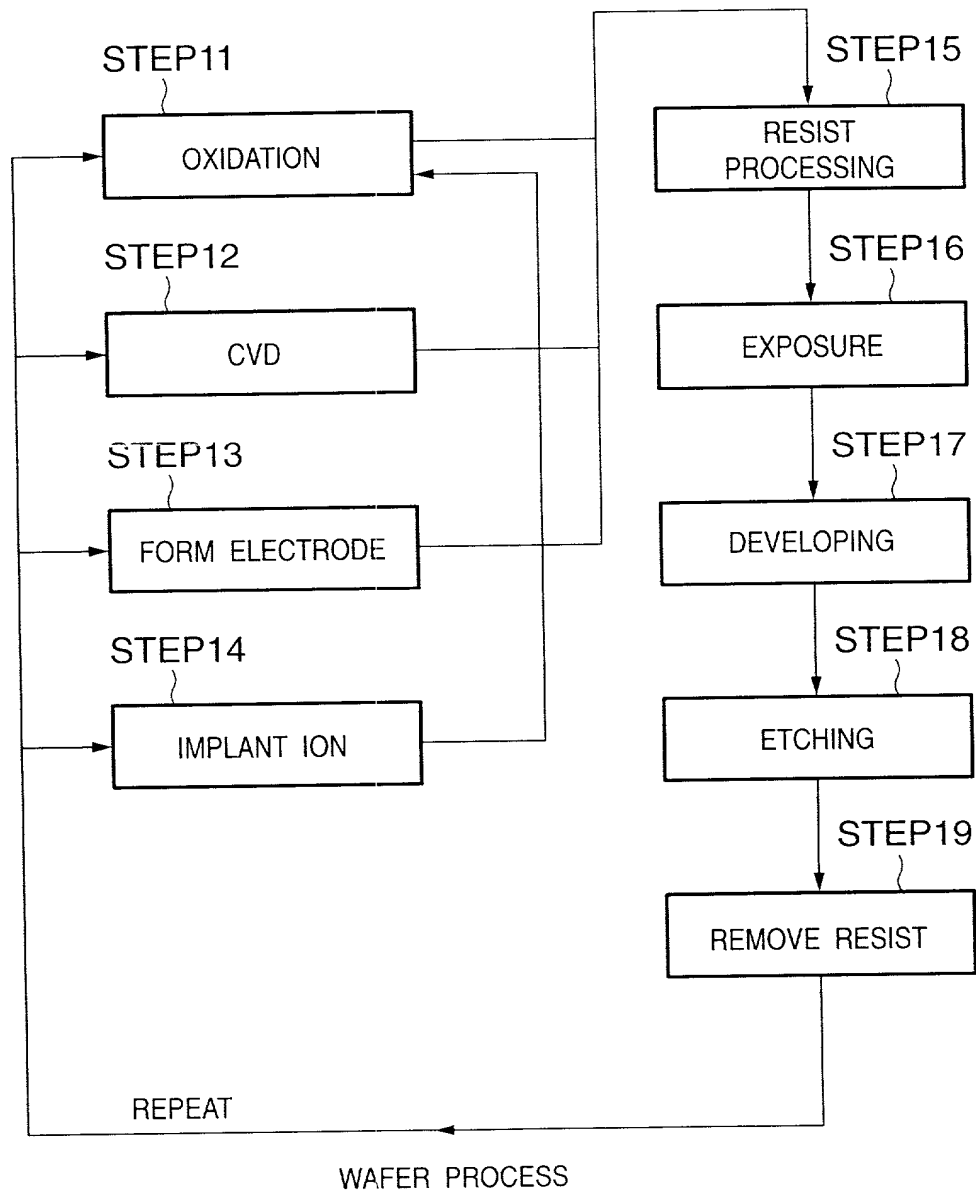 STEP11
OXIDATION
STEP12
CVD
STEP13
FORM ELECTRODE
STEP14
IMPLANT ION
STEP15
RESIST
PROCESSING
STEP16
EXPOSURE
STEP17
DEVELOPING
STEP18
ETCHING
STEP19
REMOVE RESIST
REPEAT
WAFER PROCESS